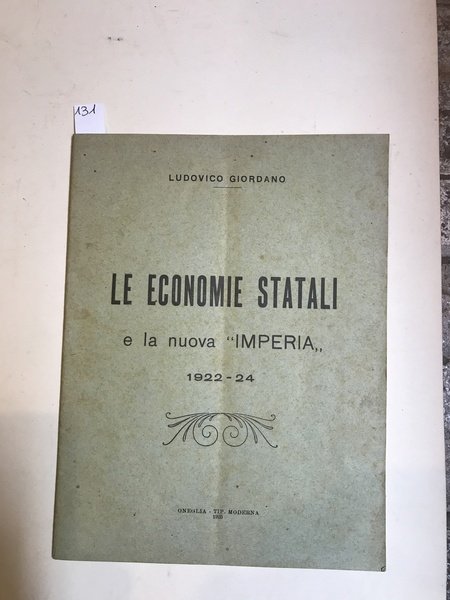 131
LUDOVICO GIORDANO
LE ECONOMIE STATALI
e la nuova “IMPERIA„
1922-24
ONEGLIA - TIP. MODERNA